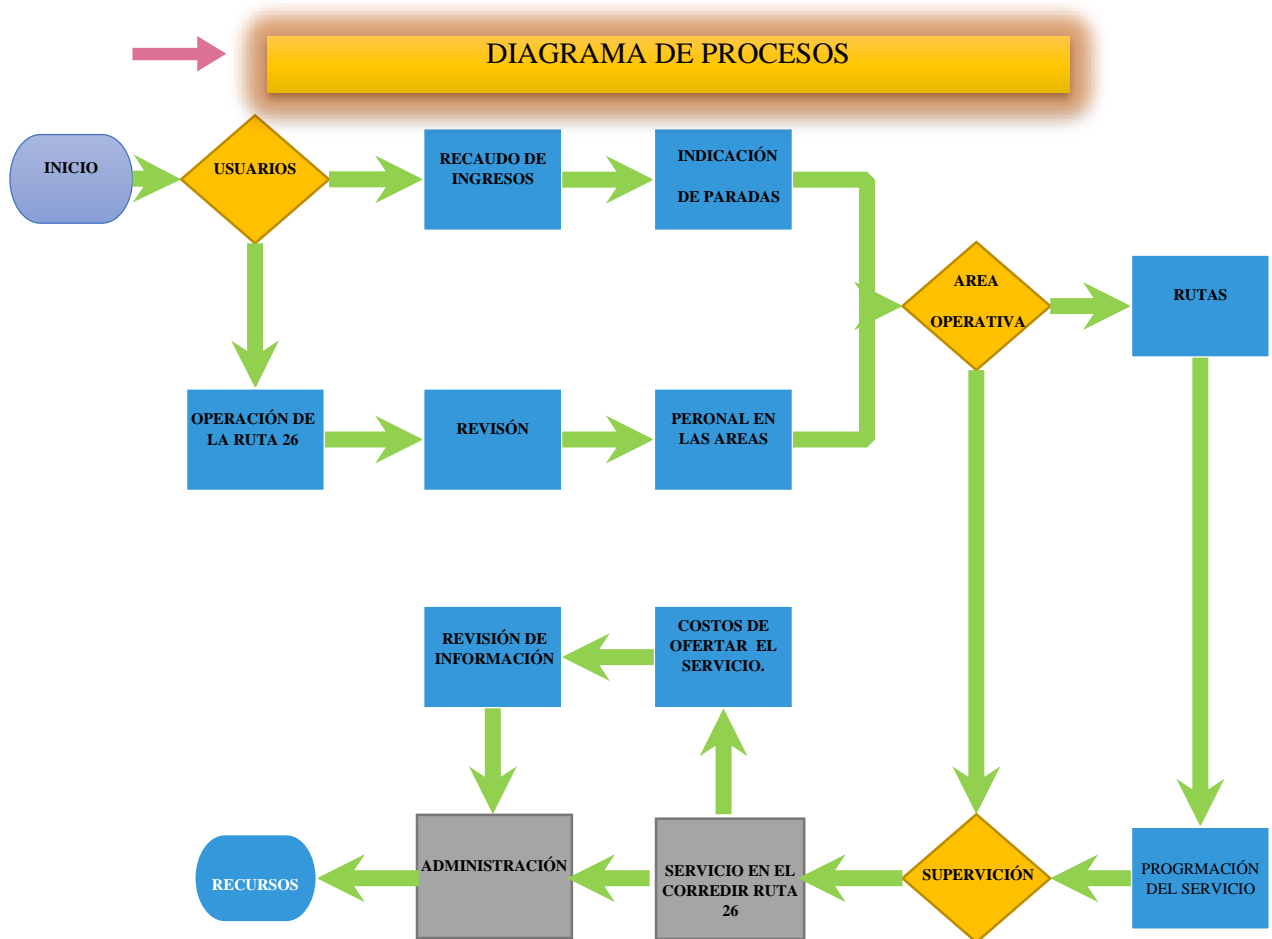 DIAGRAMA DE PROCESOS
INICIO
USUARIOS
RECAUDO DE
INGRESOS
INDICACIÓN
DE PARADAS
AREA
OPERATIVA
RUTAS
OPERACIÓN DE
LA RUTA 26
REVISÓN
PERONAL EN
LAS AREAS
REVISIÓN DE
INFORMACIÓN
COSTOS DE
OFERTAR EL
SERVICIO.
RECURSOS
ADMINISTRACIÓN
SERVICIO EN EL
CORREDIR RUTA
26
SUPERVICIÓN
PROGRMACIÓN
DEL SERVICIO